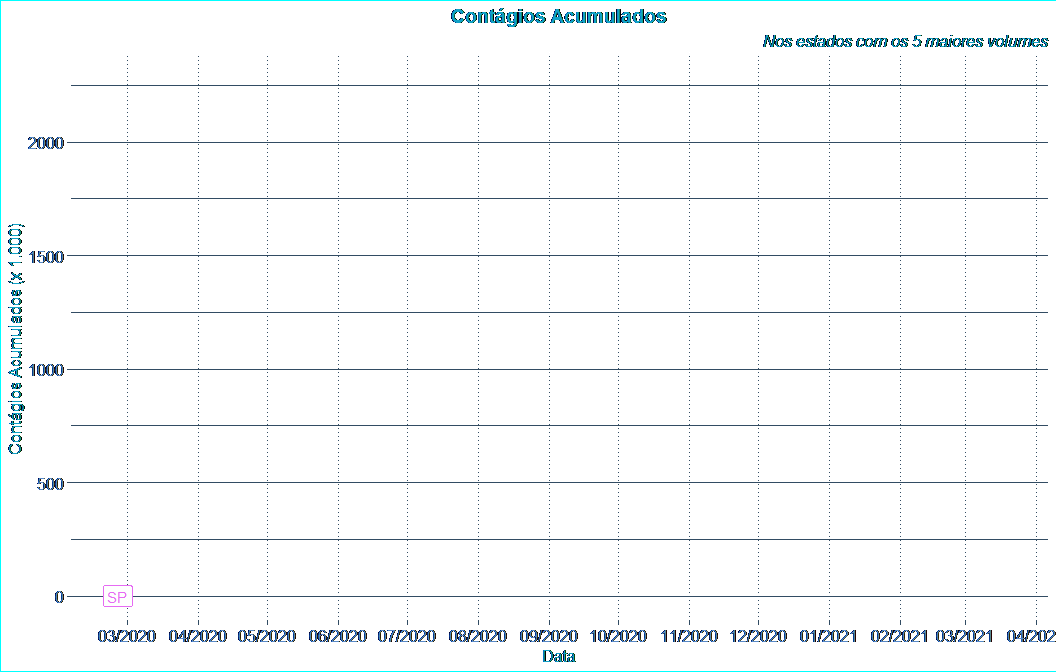 Contágios Acumulados
Nos estados com os 5 maiores volumes
Contágios Acumulados (x 1.000)
2000
1500
1000
500
0
SP
03/2020 04/2020 05/2020 06/2020 07/2020 08/2020 09/2020 10/2020 11/2020 12/2020 01/2021 02/2021 03/2021 04/202
Data